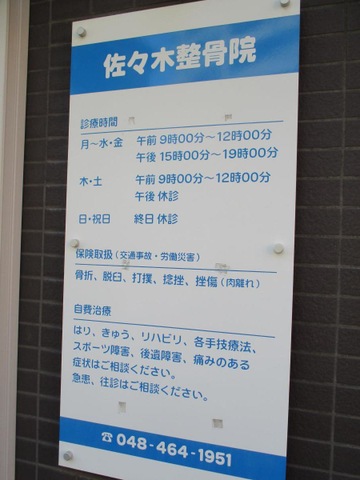 佐々木整骨院
診療時間
月～水・金 午前 9時00分～12時00分
午後 15時00分～19時00分
木・土 午前 9時00分～12時00分
午後 休診
日・祝日 終日 休診
保険取扱(交通事故・労働災害)
骨折、脱臼、打撲、捻挫、挫傷(肉離れ)
自費治療
はり、きゅう、リハビリ、各手技療法、
スポーツ障害、後遺障害、痛みのある
症状はご相談ください。
急患、往診はご相談ください。
☎048-464-1951